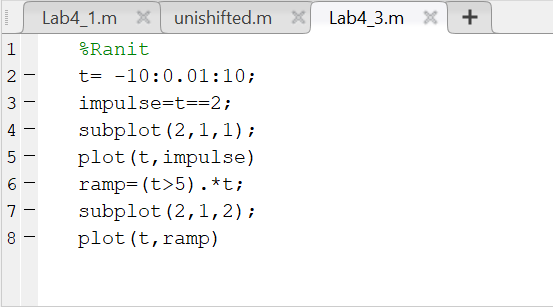 Lab4_1.m × unishifted.m × Lab4_3.m × +
1 %Ranit
2 – t= -10:0.01:10;
3 – impulse=t==2;
4 – subplot(2,1,1);
5 – plot(t,impulse)
6 – ramp=(t>5).*t;
7 – subplot(2,1,2);
8 – plot(t,ramp)